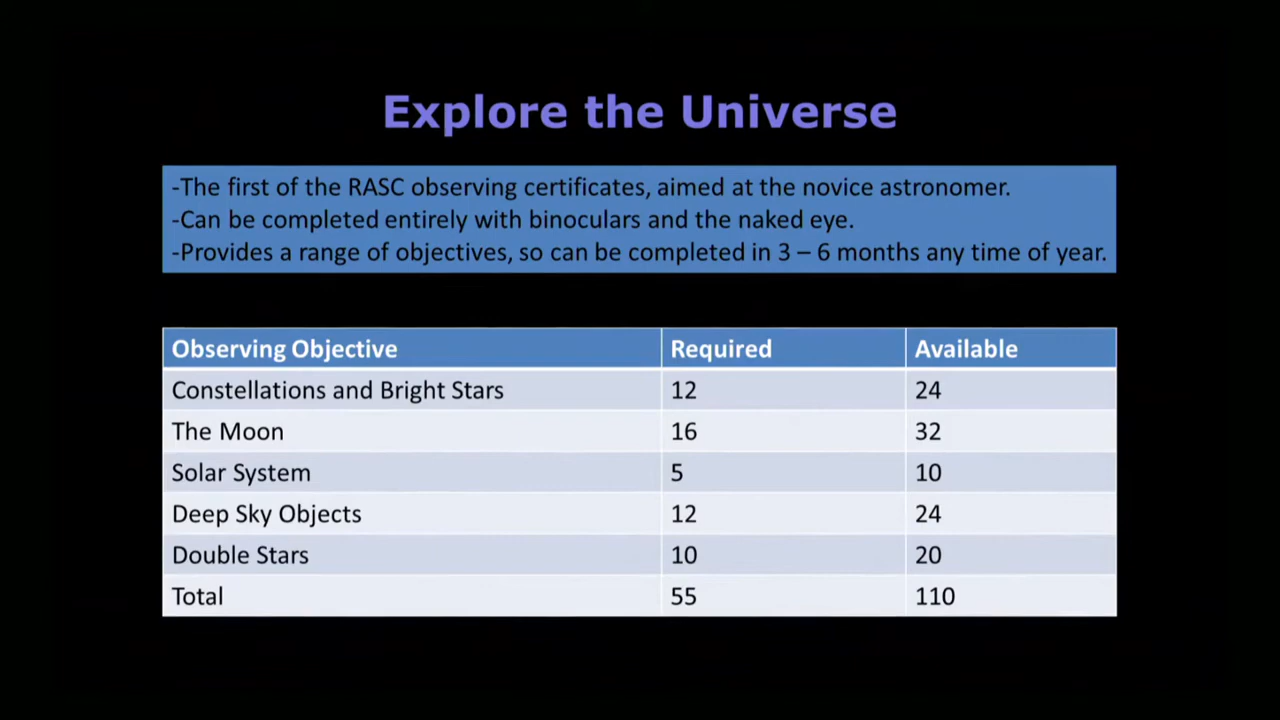 Explore the Universe
-The first of the RASC observing certificates, aimed at the novice astronomer.
-Can be completed entirely with binoculars and the naked eye.
-Provides a range of objectives, so can be completed in 3 – 6 months any time of year.
Observing Objective Required Available
Constellations and Bright Stars 12 24
The Moon 16 32
Solar System 5 10
Deep Sky Objects 12 24
Double Stars 10 20
Total 55 110